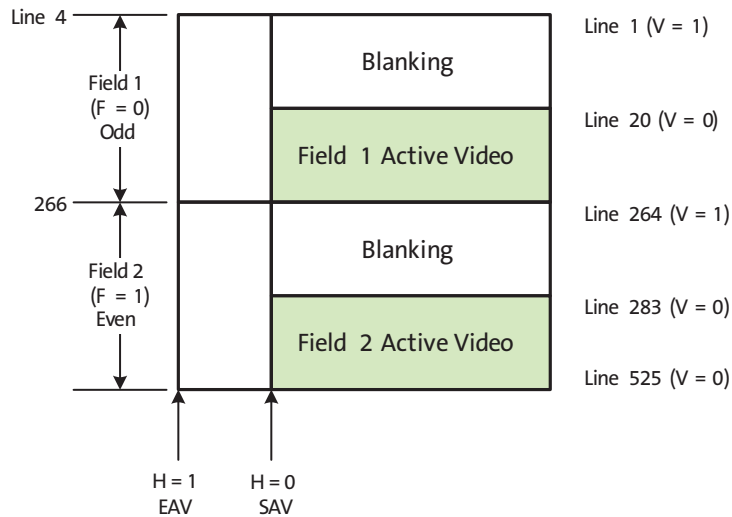 Line 4
Field 1
(F = 0)
Odd
266
Field 2
(F = 1)
Even
Blanking
Field 1 Active Video
Blanking
Field 2 Active Video
Line 1 (V = 1)
Line 20 (V = 0)
Line 264 (V = 1)
Line 283 (V = 0)
Line 525 (V = 0)
H = 1
EAV
H = 0
SAV